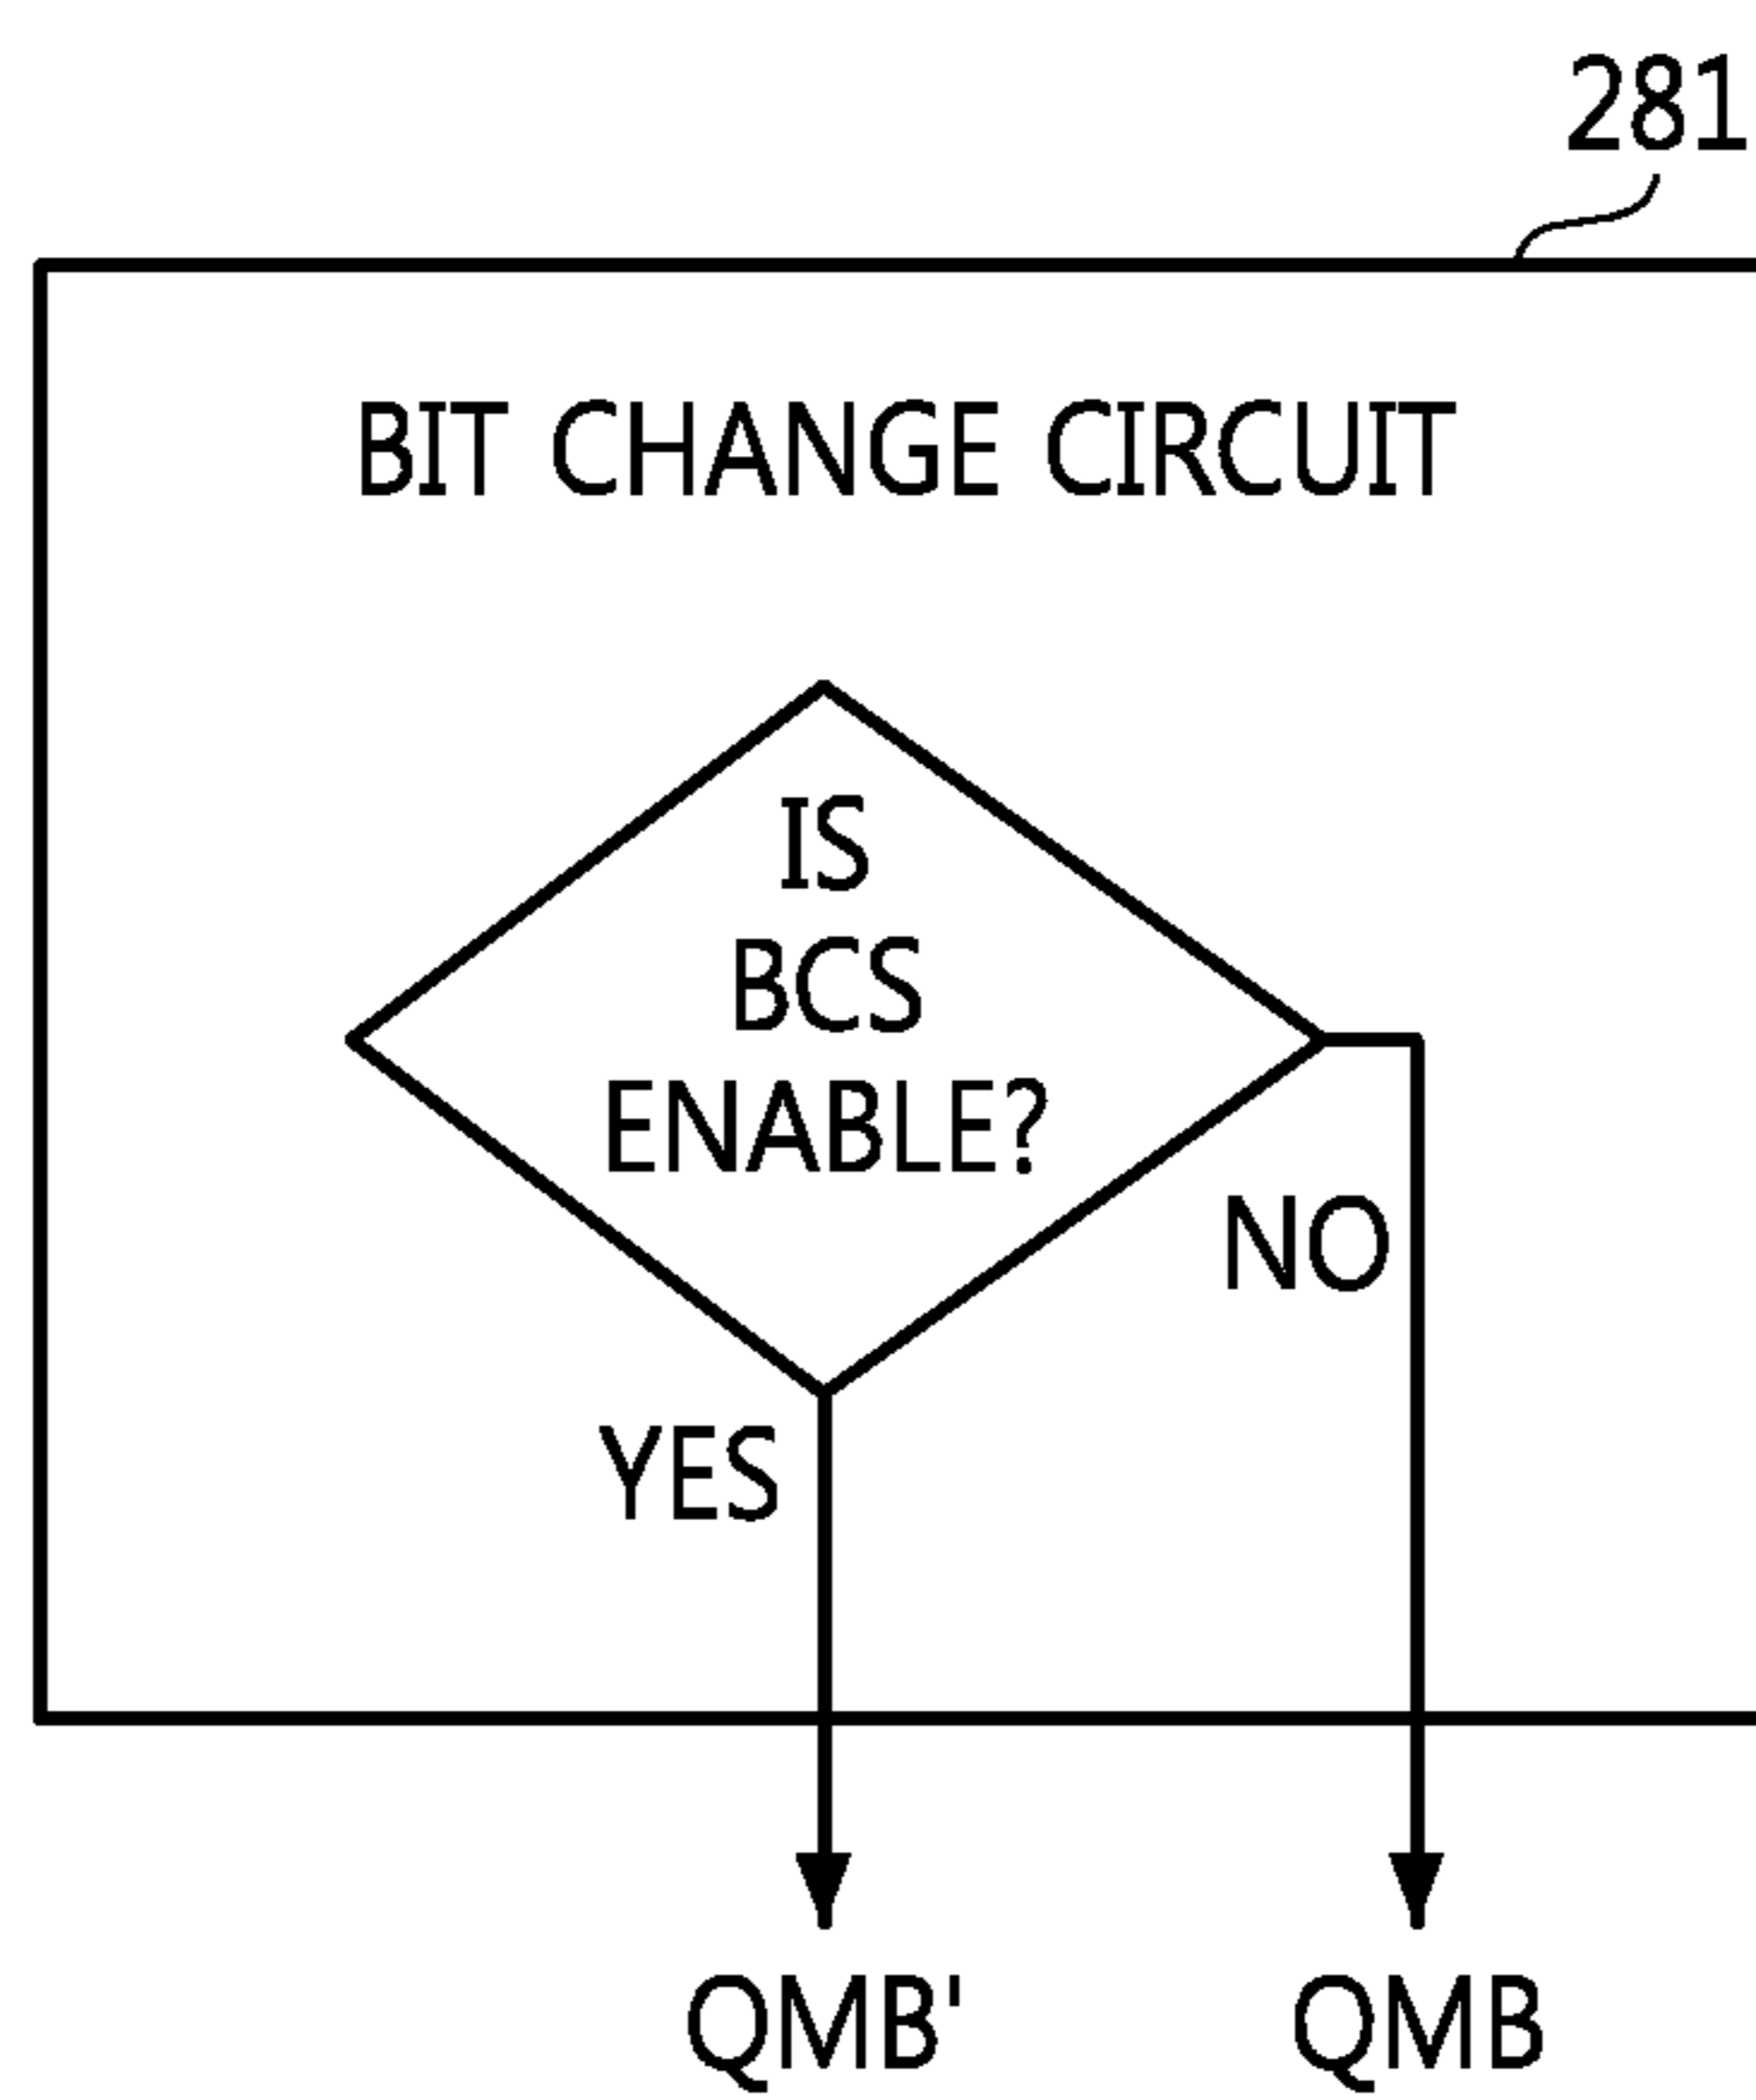 281
BIT CHANGE CIRCUIT
IS
BCS
ENABLE?
NO
YES
QMB'
QMB